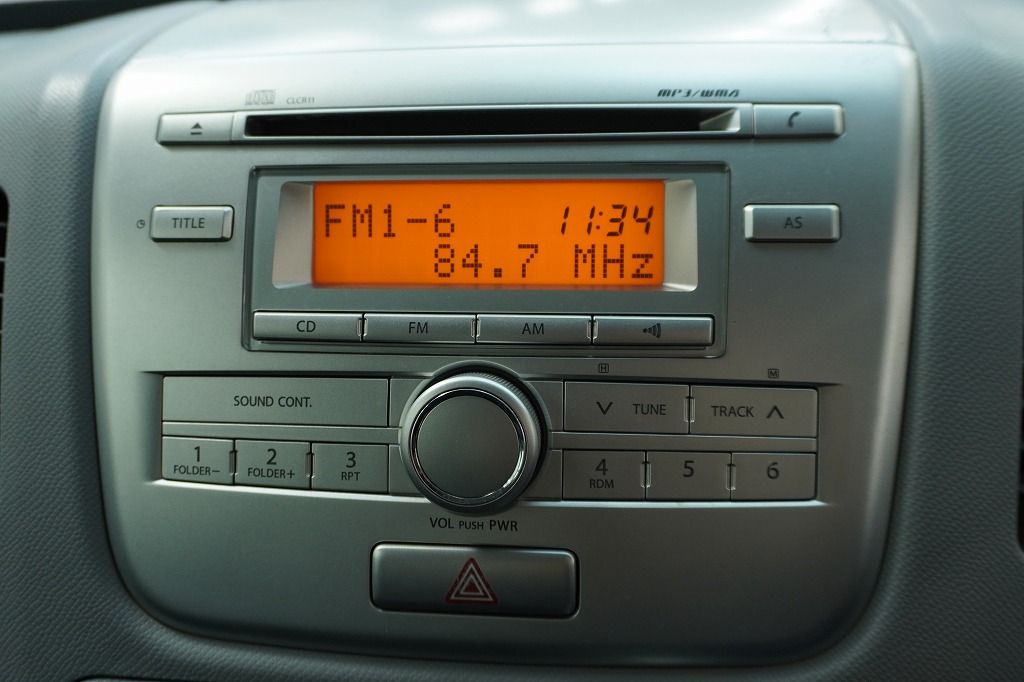 CLCR11
MP3/WMA
TITLE
FM1-6 11:34
84.7 MHz
AS
CD FM AM
H M
SOUND CONT.
TUNE TRACK
1 2 3 4 5 6
FOLDER− FOLDER+ RPT RDM
VOL PUSH PWR